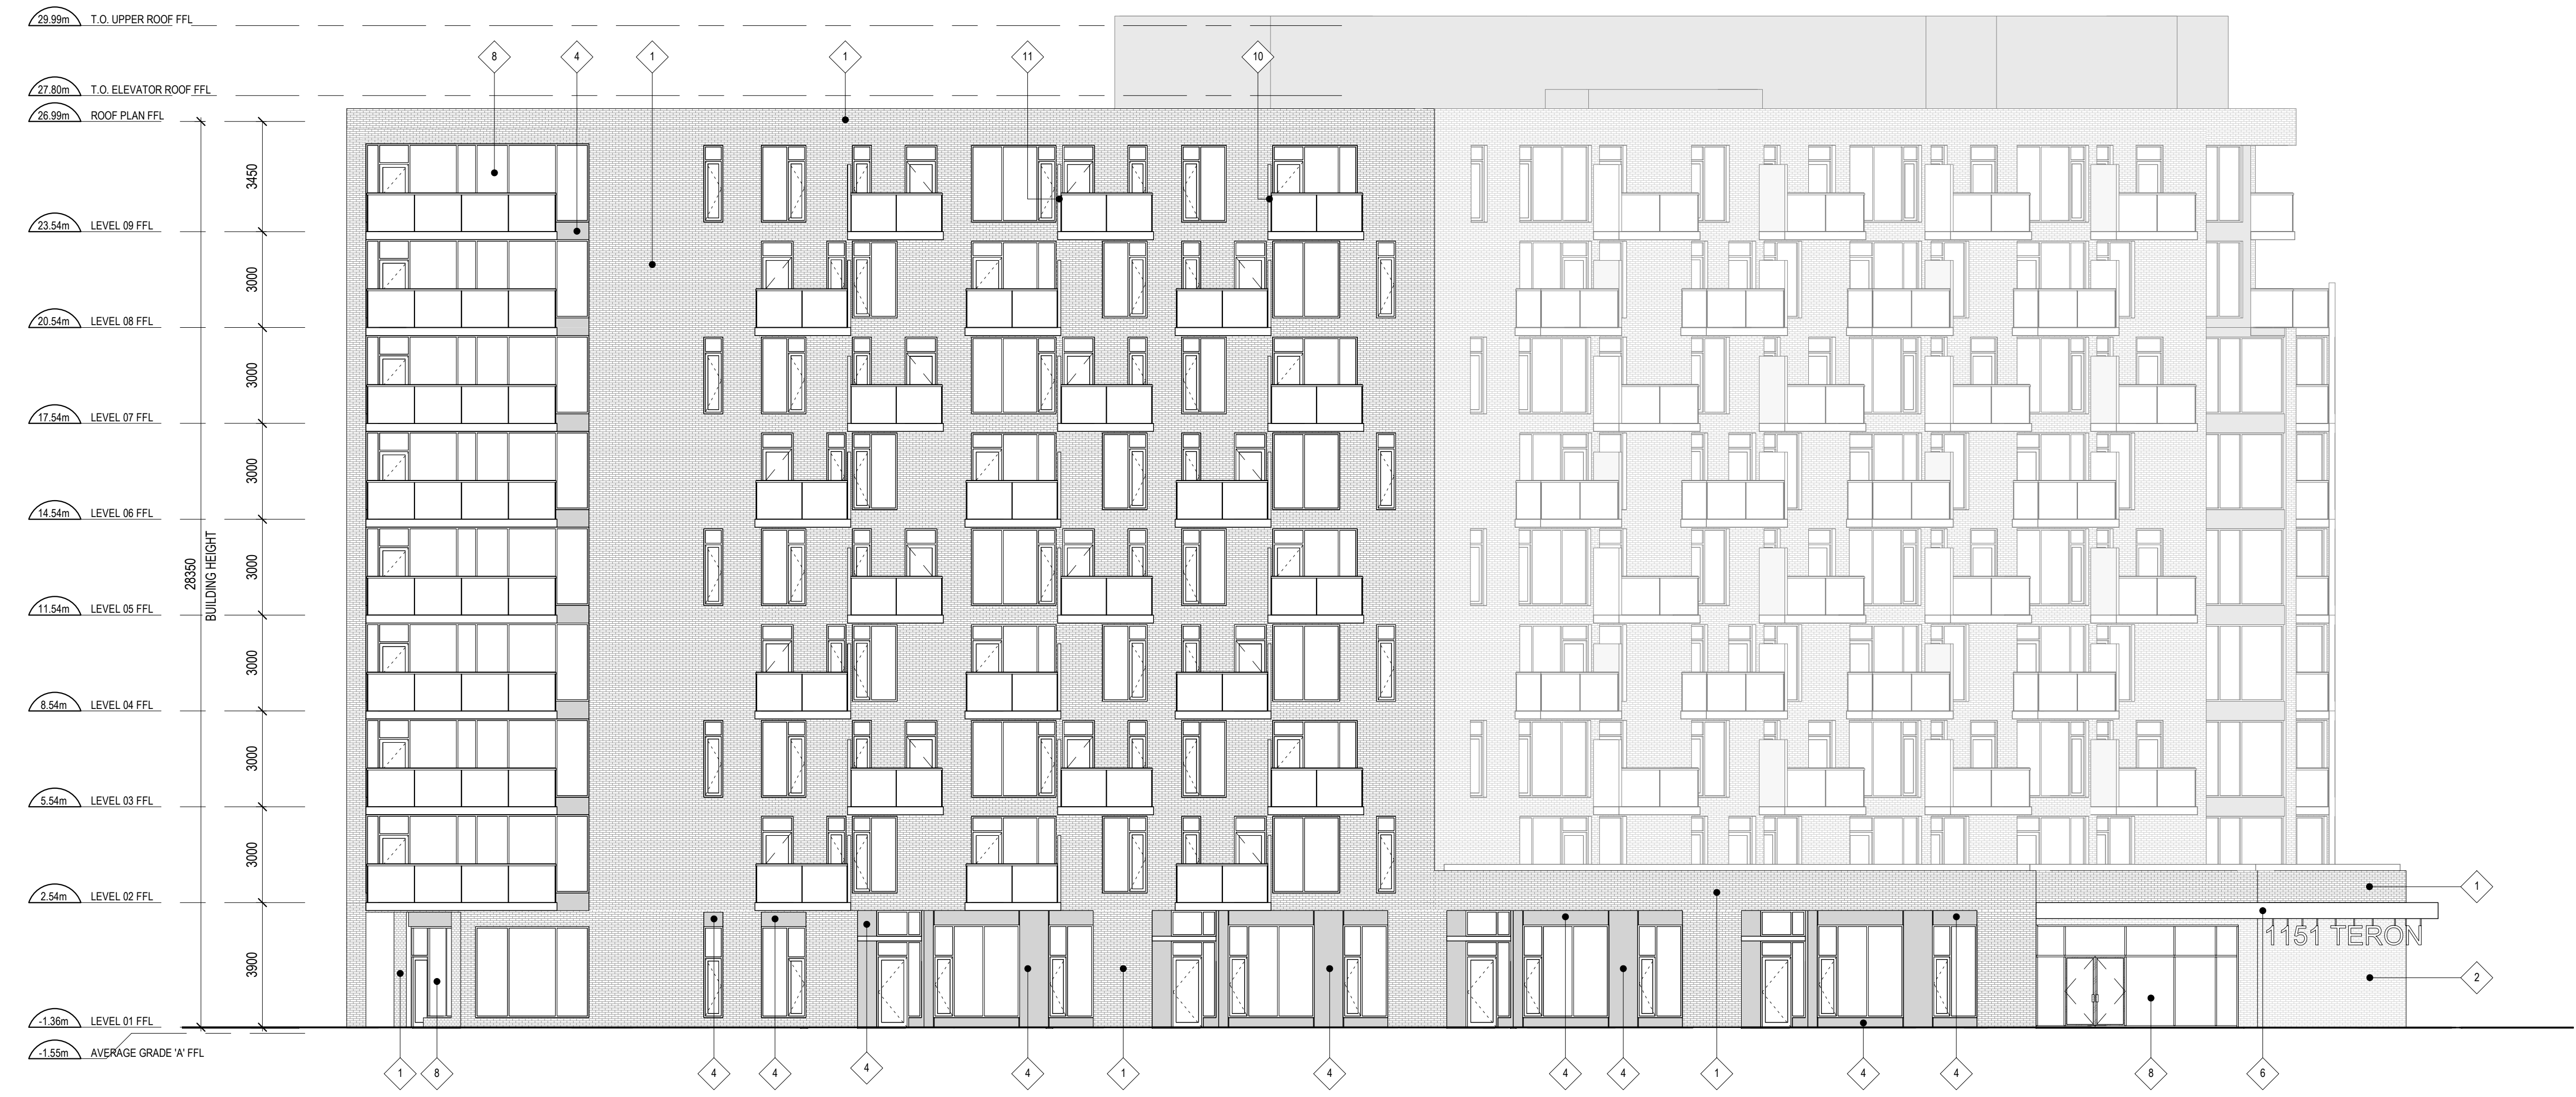 29.99m T.O. UPPER ROOF FFL
8 4 1 1 11 10
27.80m T.O. ELEVATOR ROOF FFL
26.99m ROOF PLAN FFL
3450
23.54m LEVEL 09 FFL
3000
20.54m LEVEL 08 FFL
3000
17.54m LEVEL 07 FFL
3000
14.54m LEVEL 06 FFL
28350
BUILDING HEIGHT
3000
11.54m LEVEL 05 FFL
3000
8.54m LEVEL 04 FFL
3000
5.54m LEVEL 03 FFL
3000
2.54m LEVEL 02 FFL
1
1151 TERON
3900
2
-1.36m LEVEL 01 FFL
-1.55m AVERAGE GRADE 'A' FFL
1 8 4 4 4 4 1 4 4 4 1 4 4 8 6